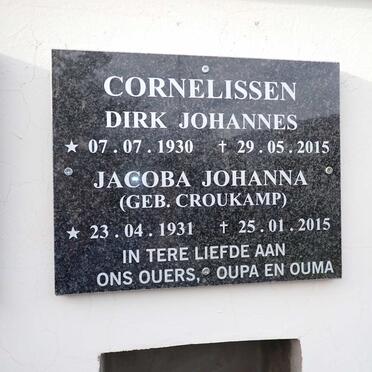 CORNELISSEN
DIRK JOHANNES
★ 07.07.1930 † 29.05.2015
JACOBA JOHANNA
(GEB. CROUKAMP)
★ 23.04.1931 † 25.01.2015
IN TERE LIEFDE AAN
ONS OUERS, OUPA EN OUMA